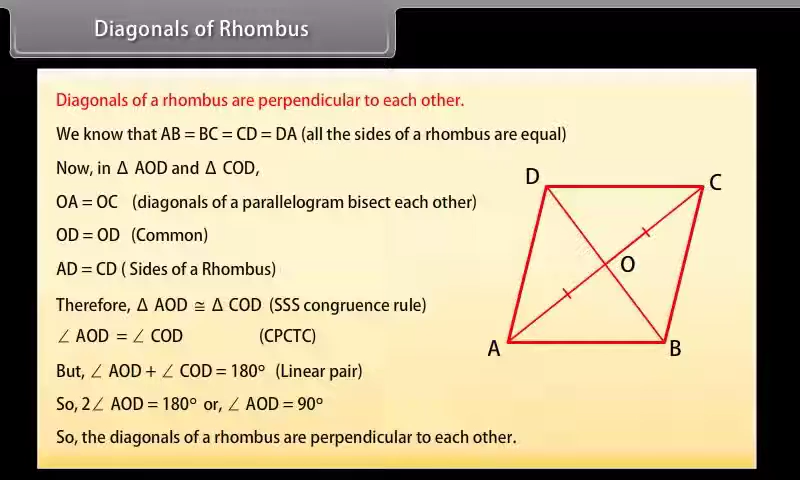 Diagonals of Rhombus
Diagonals of a rhombus are perpendicular to each other.
We know that AB = BC = CD = DA (all the sides of a rhombus are equal)
Now, in Δ AOD and Δ COD,
OA = OC (diagonals of a parallelogram bisect each other)
OD = OD (Common)
AD = CD ( Sides of a Rhombus)
Therefore, Δ AOD ≅ Δ COD (SSS congruence rule)
∠ AOD = ∠ COD (CPCTC)
But, ∠ AOD + ∠ COD = 180° (Linear pair)
So, 2∠ AOD = 180° or, ∠ AOD = 90°
So, the diagonals of a rhombus are perpendicular to each other.
D
C
O
A
B